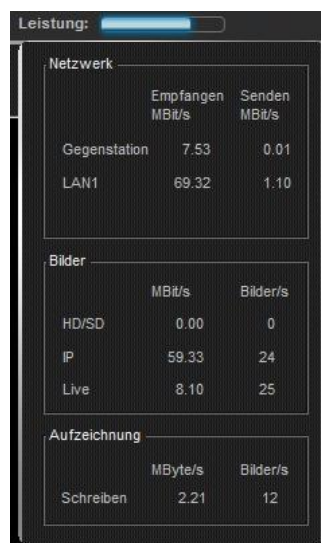 Leistung:
Netzwerk
Empfangen Senden
MBit/s MBit/s
Gegenstation 7.53 0.01
LAN1 69.32 1.10
Bilder
MBit/s Bilder/s
HD/SD 0.00 0
IP 59.33 24
Live 8.10 25
Aufzeichnung
MByte/s Bilder/s
Schreiben 2.21 12